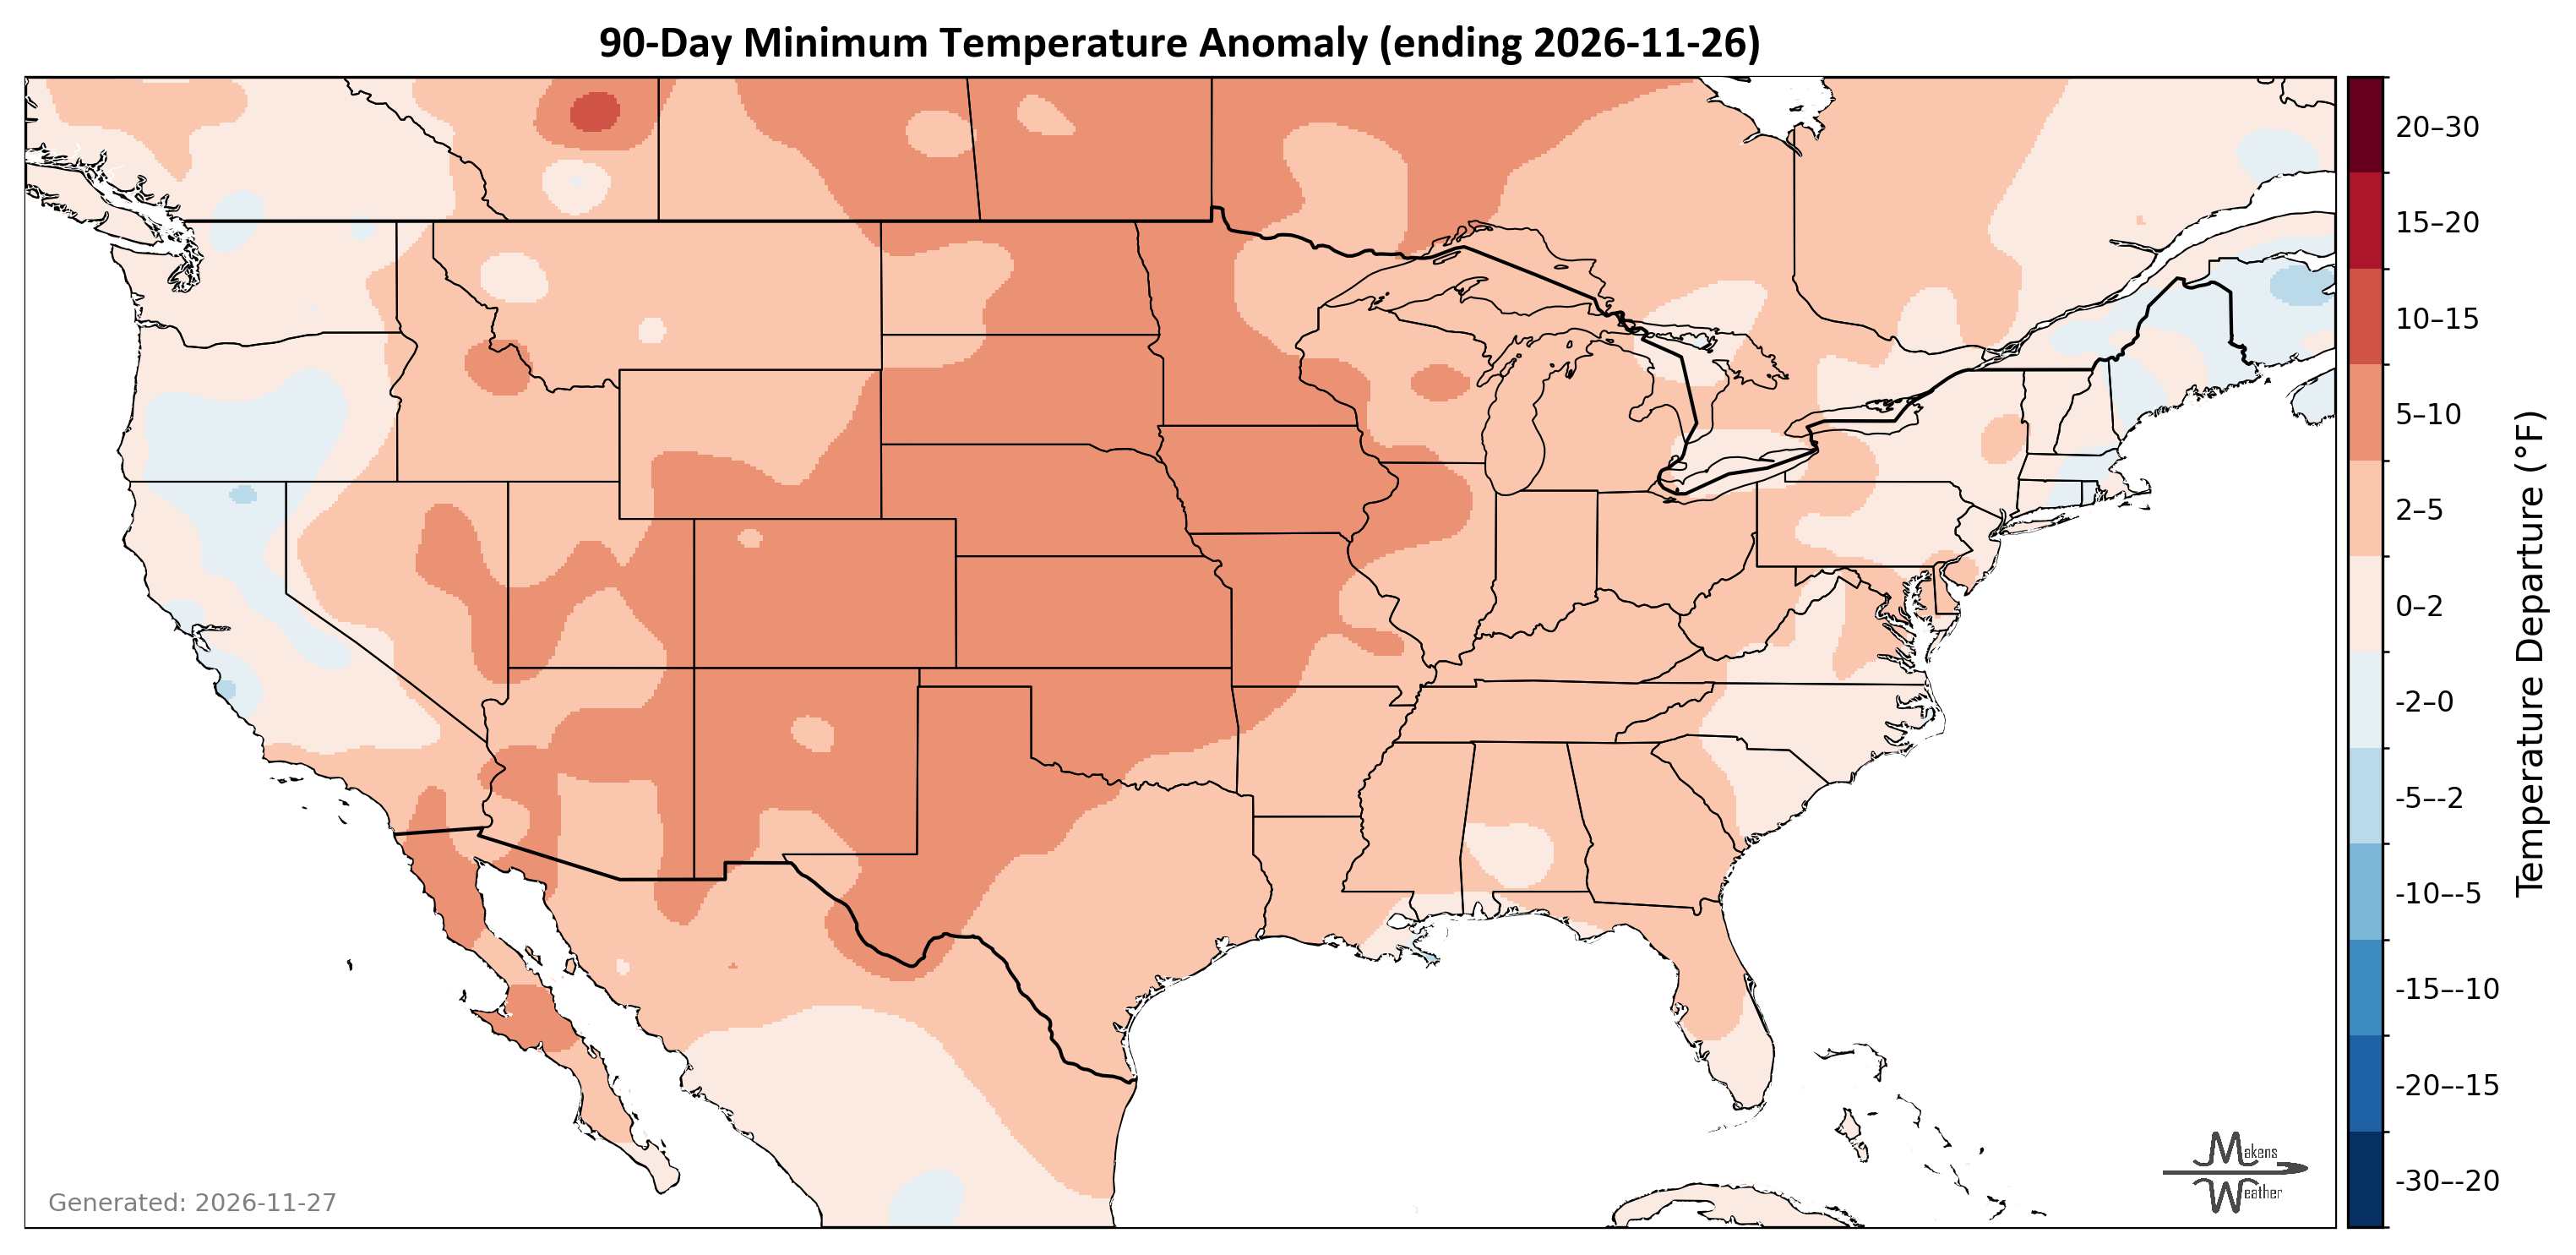 90-Day Minimum Temperature Anomaly (ending 2026-11-26)
20–30
15–20
10–15
5–10
2–5
0–2
-2–0
-5–-2
-10–-5
-15–-10
-20–-15
-30–-20
Temperature Departure (°F)
Makens
Weather
Generated: 2026-11-27